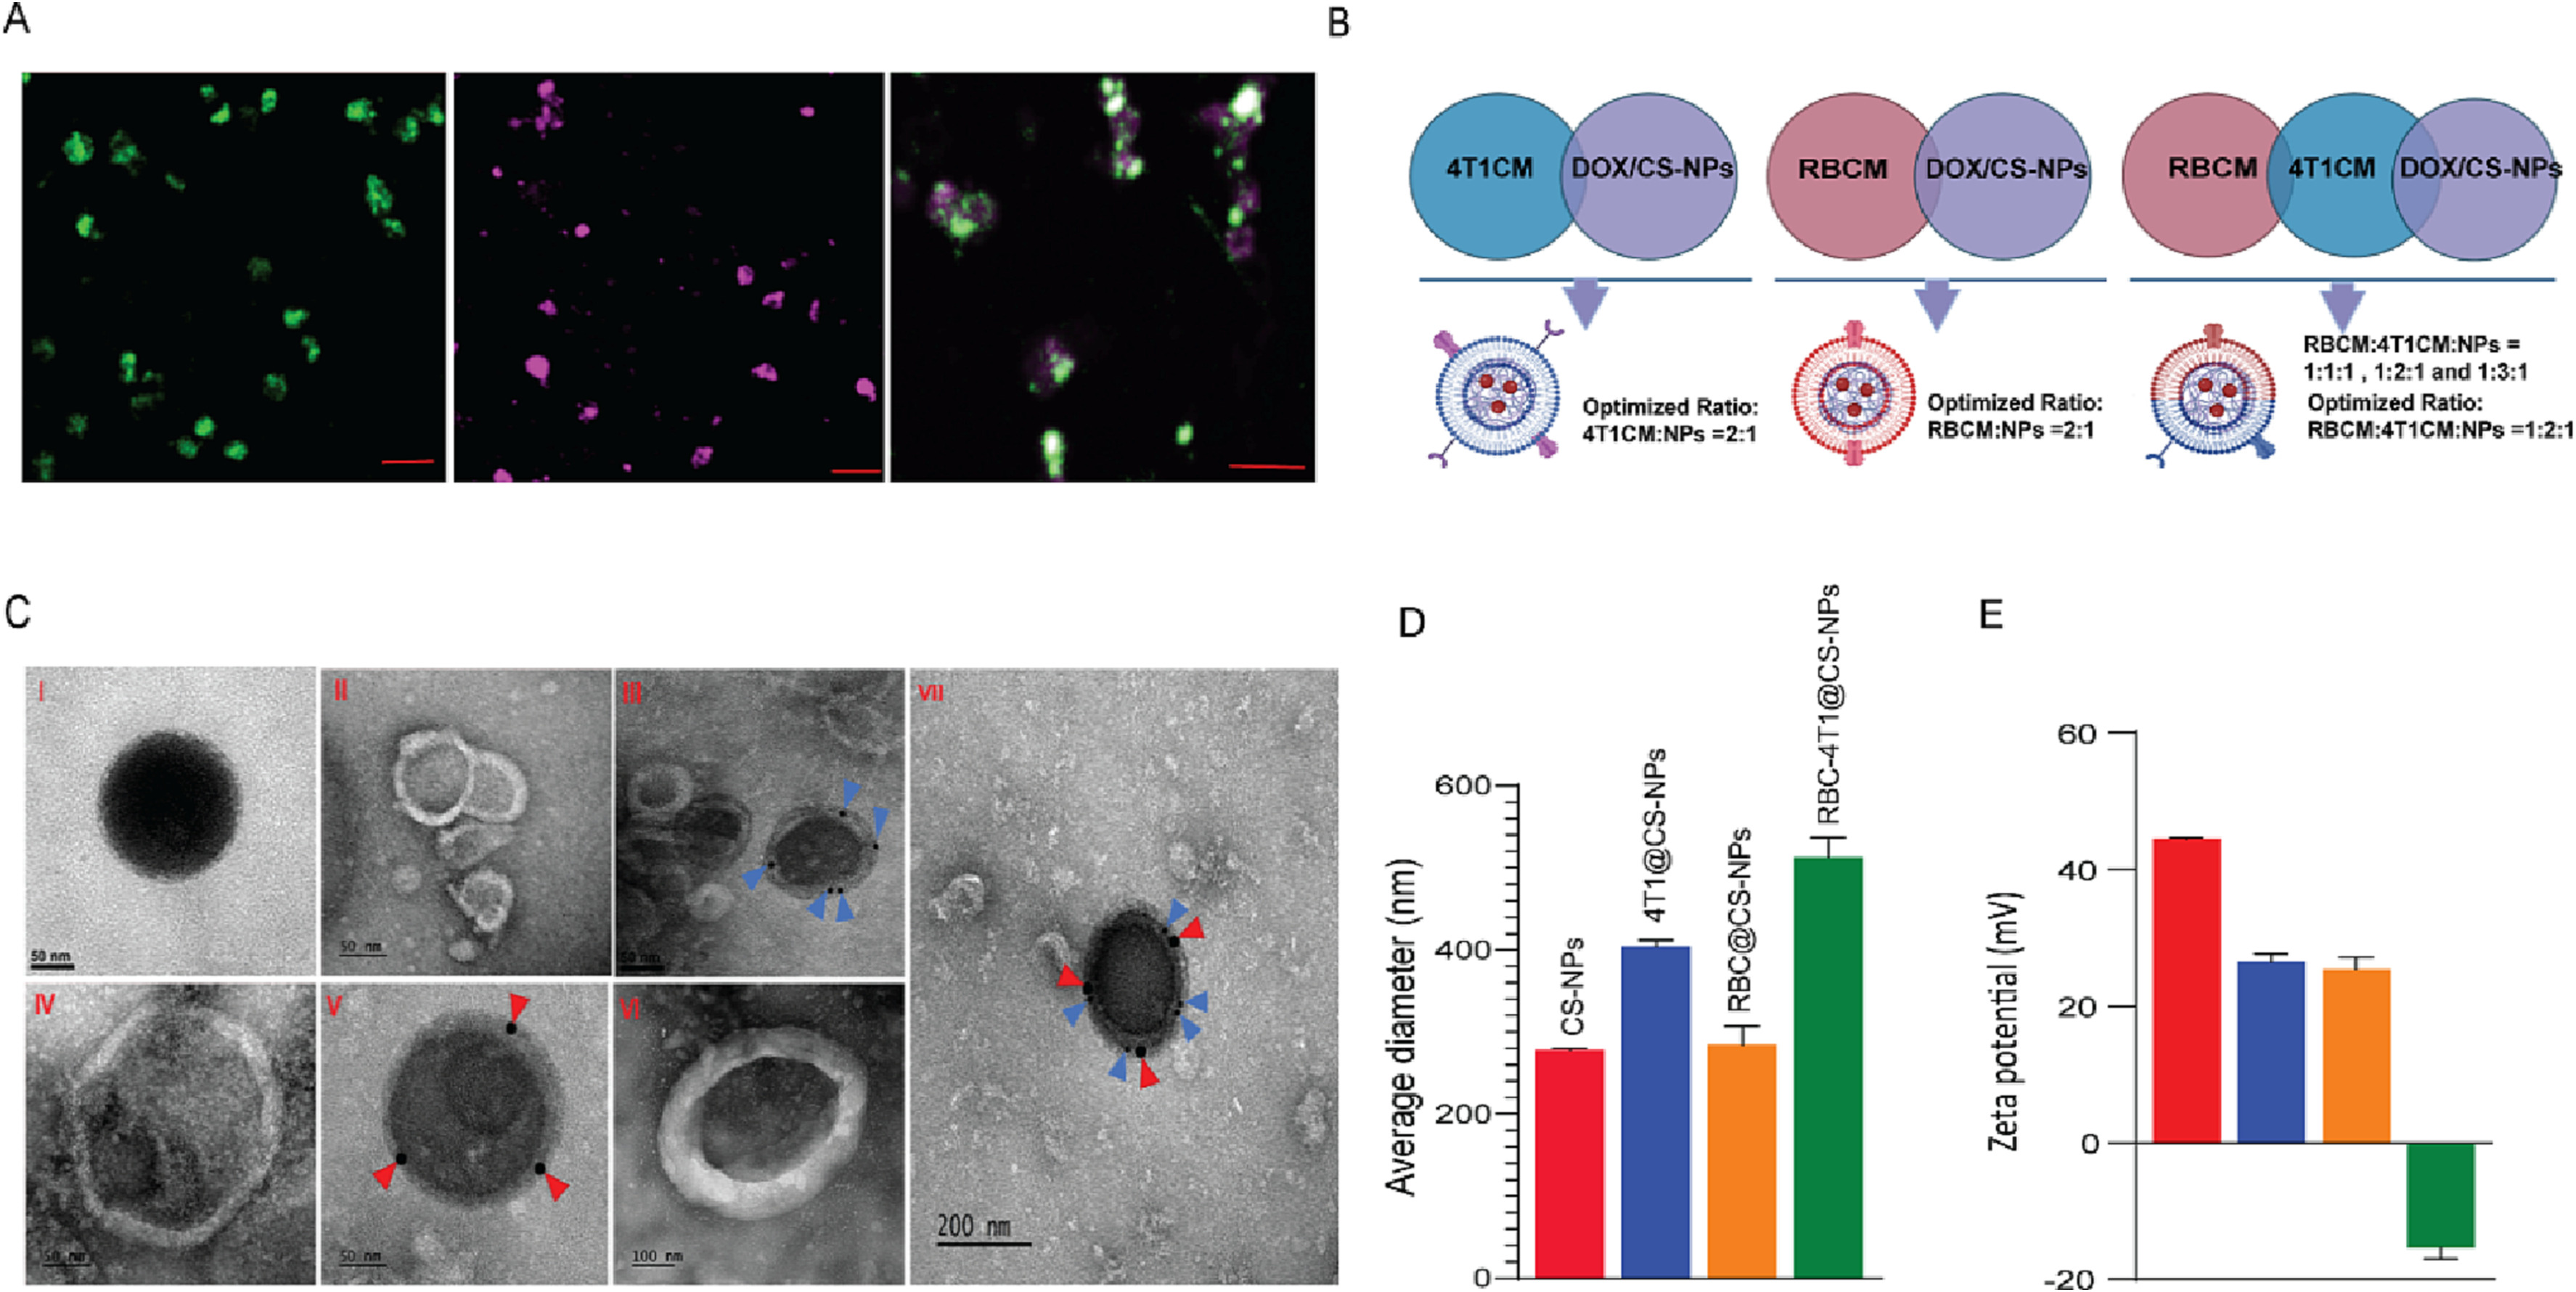 A
B
4T1CM
DOX/CS-NPs
RBCM
DOX/CS-NPs
RBCM
4T1CM
DOX/CS-NPs
Optimized Ratio:
4T1CM:NPs =2:1
Optimized Ratio:
RBCM:NPs =2:1
RBCM:4T1CM:NPs =
1:1:1 , 1:2:1 and 1:3:1
Optimized Ratio:
RBCM:4T1CM:NPs =1:2:1
C
I
50 nm
II
50 nm
III
50 nm
IV
50 nm
V
50 nm
VI
100 nm
VII
200 nm
D
Average diameter (nm)
600
400
200
0
CS-NPs
4T1@CS-NPs
RBC@CS-NPs
RBC-4T1@CS-NPs
E
Zeta potential (mV)
60
40
20
0
-20